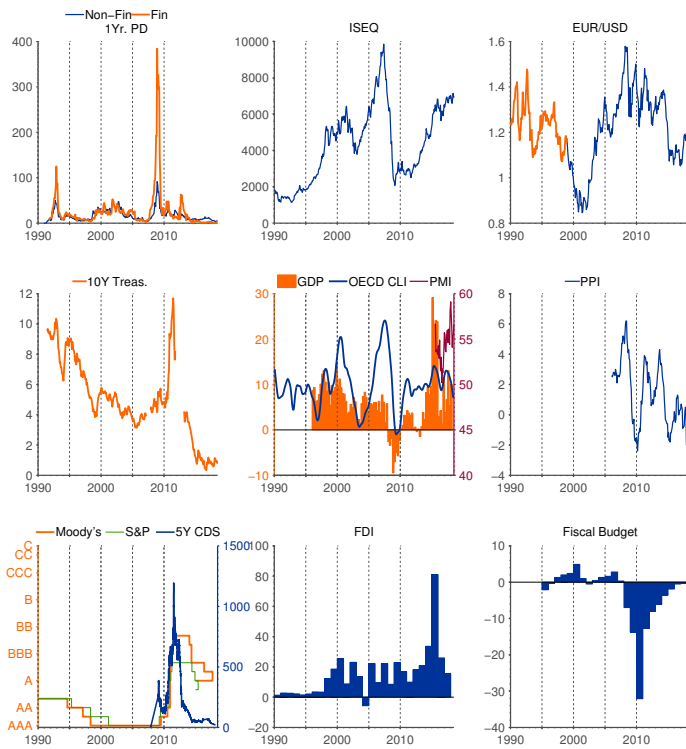 Non−Fin Fin
1Yr. PD ISEQ EUR/USD
400 10000 1.6
300 8000 1.4
6000
200 1.2
4000
100 1
2000
0 0 0.8
1990 2000 2010 1990 2000 2010 1990 2000 2010
10Y Treas. GDP OECD CLI PMI PPI
12 30 60 8
10 20 55 6
8 4
6 10 50 2
4 0 45 0
2 −2
0 −10 40 −4
1990 2000 2010 1990 2000 2010 1990 2000 2010
Moody's S&P 5Y CDS FDI Fiscal Budget
C 1500 100 10
CC
CCC 80 0
B 1000 60 −10
BB 40
BBB 500 20 −20
A 0 −30
AA
AAA 0 −20 −40
1990 2000 2010 1990 2000 2010 1990 2000 2010